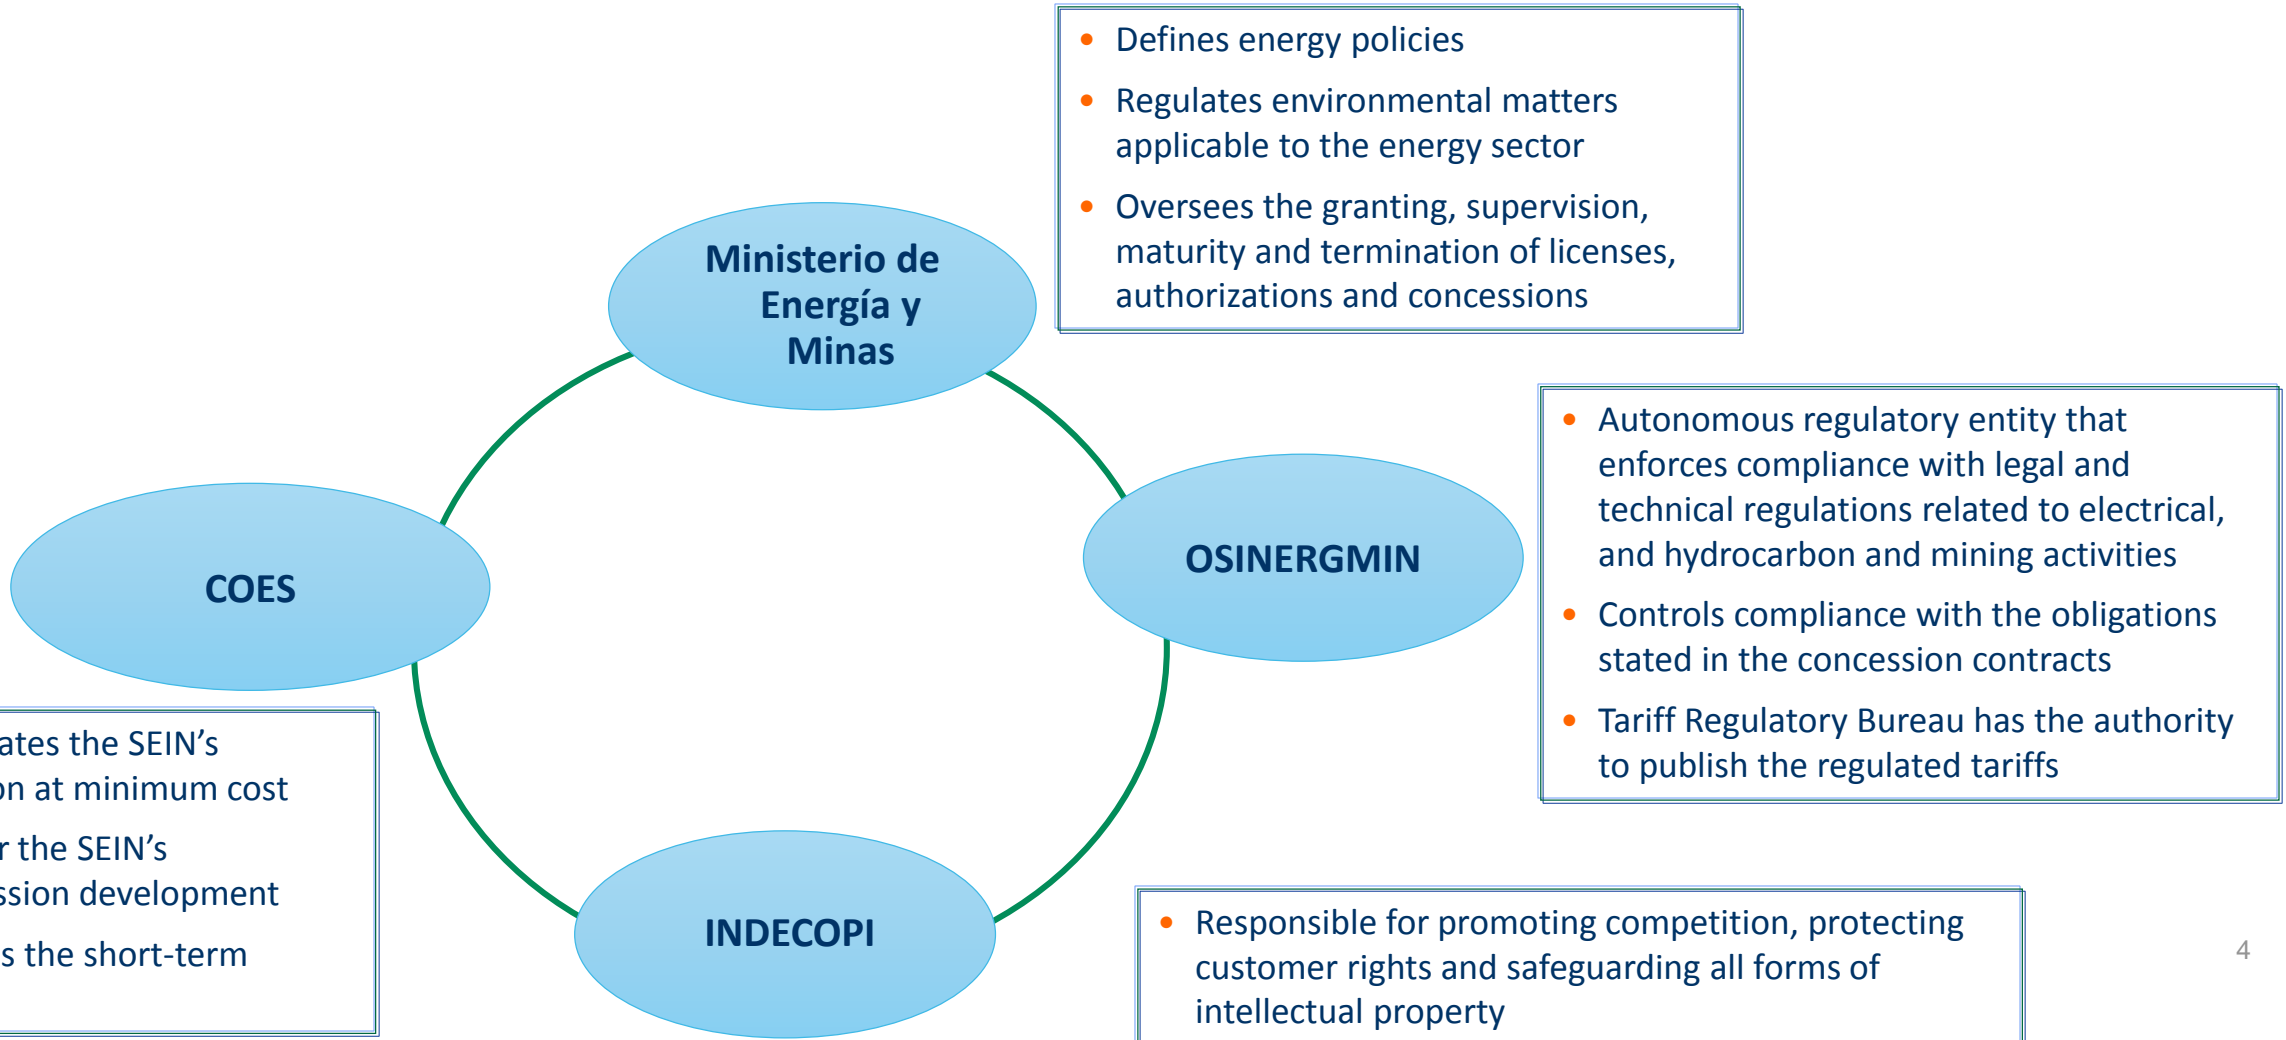 • Defines energy policies
• Regulates environmental matters
applicable to the energy sector
• Oversees the granting, supervision,
maturity and termination of licenses,
authorizations and concessions
Ministerio de
Energía y
Minas
• Autonomous regulatory entity that
enforces compliance with legal and
technical regulations related to electrical,
and hydrocarbon and mining activities
• Controls compliance with the obligations
stated in the concession contracts
• Tariff Regulatory Bureau has the authority
to publish the regulated tariffs
OSINERGMIN
COES
the SEIN’s
at minimum cost
the SEIN’s
development
the short-term
INDECOPI
• Responsible for promoting competition, protecting
customer rights and safeguarding all forms of
intellectual property
4